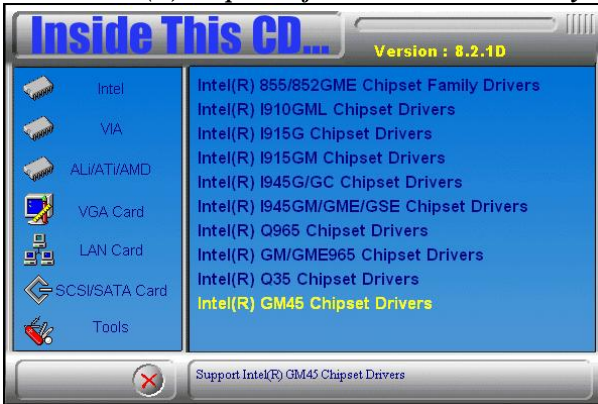 Inside This CD...
Version : 8.2.1D
Intel
VIA
ALi/ATi/AMD
VGA Card
LAN Card
SCSI/SATA Card
Tools
Intel(R) 855/852GME Chipset Family Drivers
Intel(R) I910GML Chipset Drivers
Intel(R) I915G Chipset Drivers
Intel(R) I915GM Chipset Drivers
Intel(R) I945G/GC Chipset Drivers
Intel(R) I945GM/GME/GSE Chipset Drivers
Intel(R) Q965 Chipset Drivers
Intel(R) GM/GME965 Chipset Drivers
Intel(R) Q35 Chipset Drivers
Intel(R) GM45 Chipset Drivers
Support Intel(R) GM45 Chipset Drivers